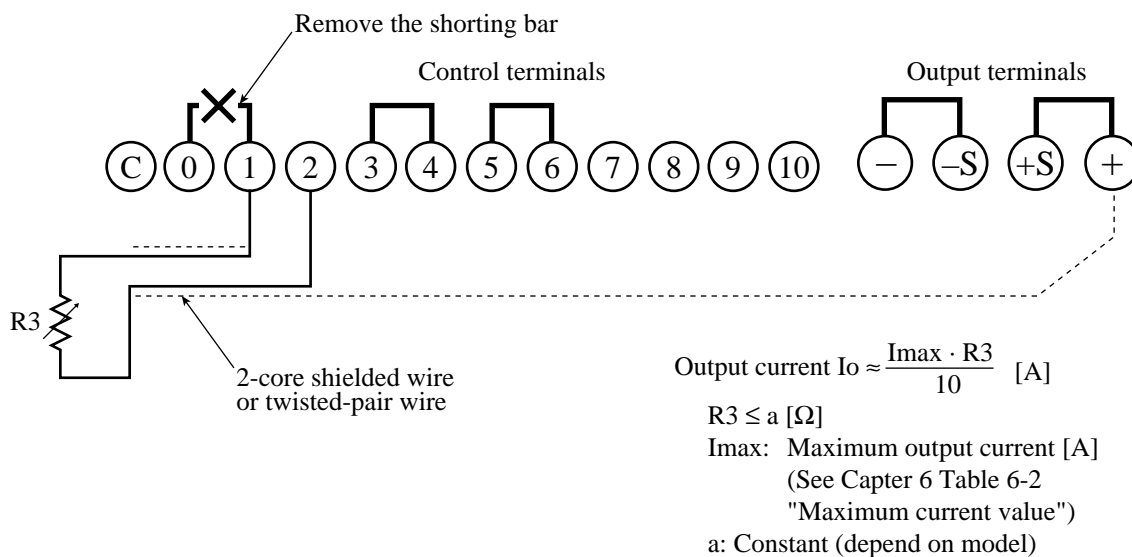 Remove the shorting bar
Control terminals
Output terminals
C 0 1 2 3 4 5 6 7 8 9 10 – –S +S +
R3
2-core shielded wire
or twisted-pair wire
Output current Io ≈ Imax · R3 / 10 [A]
R3 ≤ a [Ω]
Imax: Maximum output current [A]
(See Capter 6 Table 6-2
"Maximum current value")
a: Constant (depend on model)